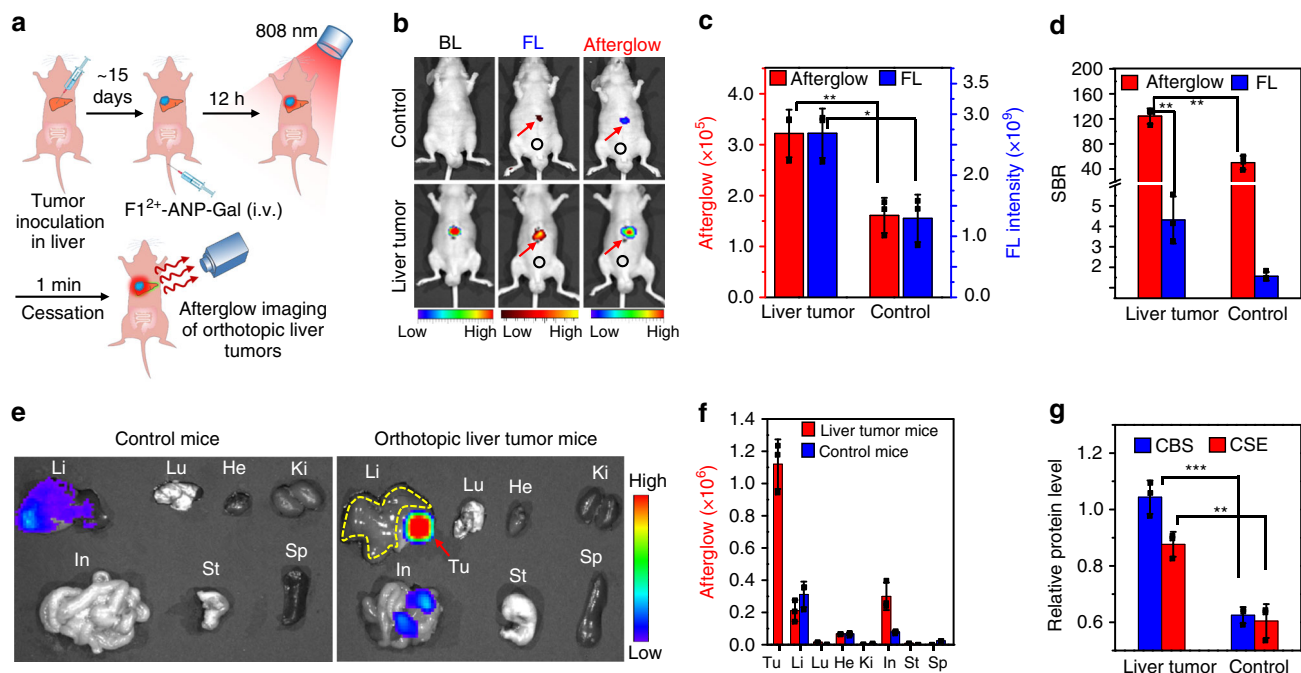 a
808 nm
~15
days
12 h
Tumor
inoculation
in liver
F1²⁺-ANP-Gal (i.v.)
1 min
Cessation
Afterglow imaging
of orthotopic liver
tumors
b
BL FL Afterglow
Control
Liver tumor
Low High Low High Low High
c
Afterglow FL
Afterglow (×10⁵)
4.0
3.0
2.0
1.0
0.0
**
*
3.5
3.0
2.5
2.0
1.5
1.0
0.5
0.0
FL intensity (×10⁹)
Liver tumor Control
d
Afterglow FL
SBR
200
160
120
80
40
5
4
2
1
** **
Liver tumor Control
e
Control mice
Li Lu He Ki
In St Sp
Orthotopic liver tumor mice
Li Lu He Ki
Tu
In St Sp
High
Low
f
Liver tumor mice
Control mice
Afterglow (×10⁶)
1.4
1.2
1.0
0.8
0.6
0.4
0.2
0.0
Tu Li Lu He Ki In St Sp
g
CBS CSE
Relative protein level
1.2
1.0
0.8
0.6
***
**
Liver tumor Control